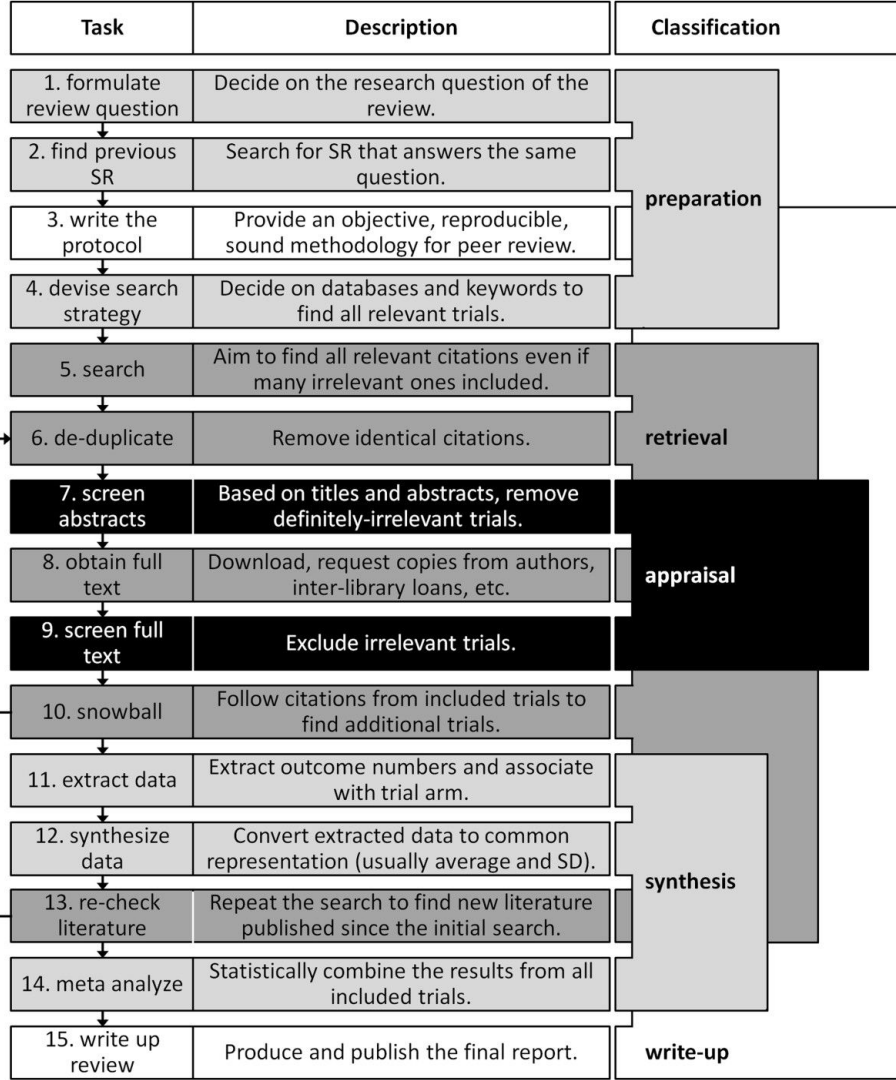 Task Description Classification
1. formulate
review question
Decide on the research question of the
review.
2. find previous
SR
Search for SR that answers the same
question.
preparation
3. write the
protocol
Provide an objective, reproducible,
sound methodology for peer review.
4. devise search
strategy
Decide on databases and keywords to
find all relevant trials.
5. search
Aim to find all relevant citations even if
many irrelevant ones included.
6. de-duplicate
Remove identical citations.
retrieval
7. screen
abstracts
Based on titles and abstracts, remove
definitely-irrelevant trials.
8. obtain full
text
Download, request copies from authors,
inter-library loans, etc.
appraisal
9. screen full
text
Exclude irrelevant trials.
10. snowball
Follow citations from included trials to
find additional trials.
11. extract data
Extract outcome numbers and associate
with trial arm.
12. synthesize
data
Convert extracted data to common
representation (usually average and SD).
synthesis
13. re-check
literature
Repeat the search to find new literature
published since the initial search.
14. meta analyze
Statistically combine the results from all
included trials.
15. write up
review
Produce and publish the final report.
write-up